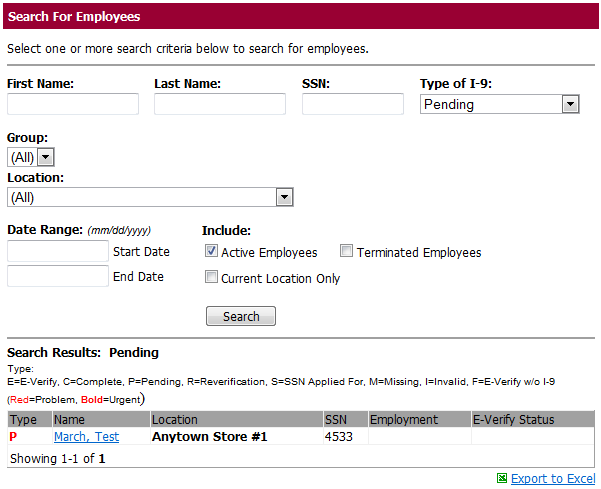 Search For Employees
Select one or more search criteria below to search for employees.
First Name: Last Name: SSN: Type of I-9:
Pending
Group:
(All)
Location:
(All)
Date Range: (mm/dd/yyyy) Include:
Start Date Active Employees Terminated Employees
End Date Current Location Only
Search
Search Results: Pending
Type:
E=E-Verify, C=Complete, P=Pending, R=Reverification, S=SSN Applied For, M=Missing, I=Invalid, F=E-Verify w/o I-9
(Red=Problem, Bold=Urgent)
Type Name Location SSN Employment E-Verify Status
P March, Test Anytown Store #1 4533
Showing 1-1 of 1
Export to Excel